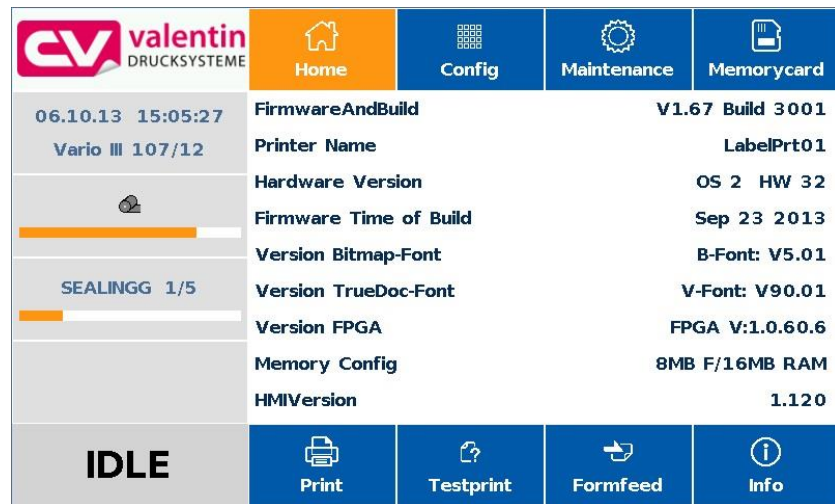 CV valentin
DRUCKSYSTEME
Home Config Maintenance Memorycard
06.10.13 15:05:27
Vario III 107/12
SEALINGG 1/5
IDLE
FirmwareAndBuild V1.67 Build 3001
Printer Name LabelPrt01
Hardware Version OS 2 HW 32
Firmware Time of Build Sep 23 2013
Version Bitmap-Font B-Font: V5.01
Version TrueDoc-Font V-Font: V90.01
Version FPGA FPGA V:1.0.60.6
Memory Config 8MB F/16MB RAM
HMIVersion 1.120
Print Testprint Formfeed Info